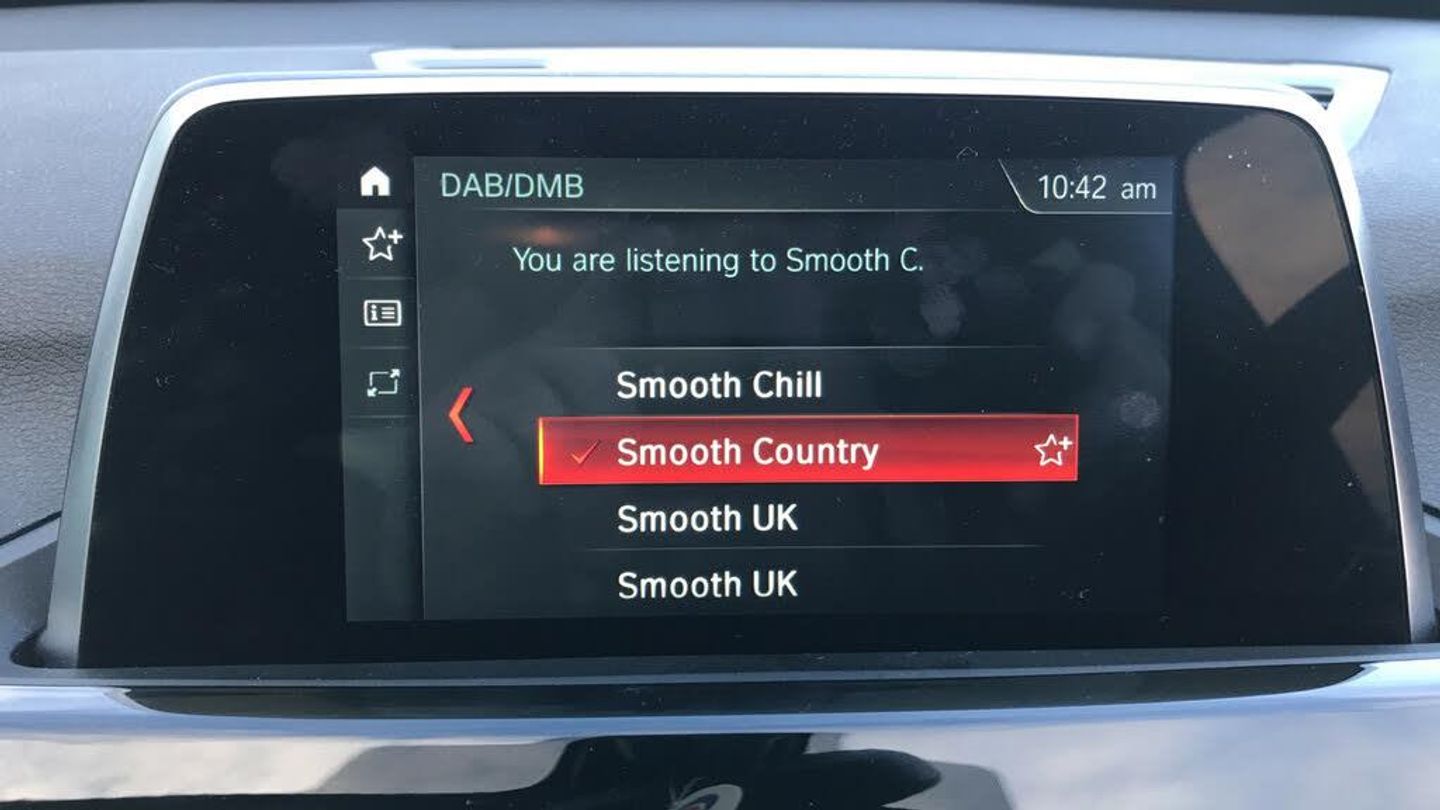 DAB/DMB
10:42 am
You are listening to Smooth C.
Smooth Chill
Smooth Country
Smooth UK
Smooth UK